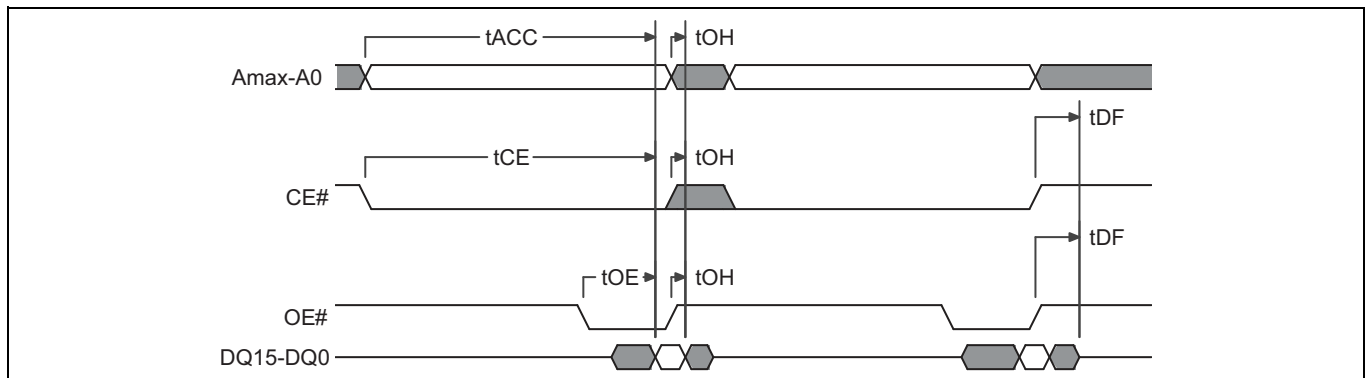 tACC
tOH
Amax-A0
tDF
tCE
tOH
CE#
tDF
tOE
tOH
OE#
DQ15-DQ0